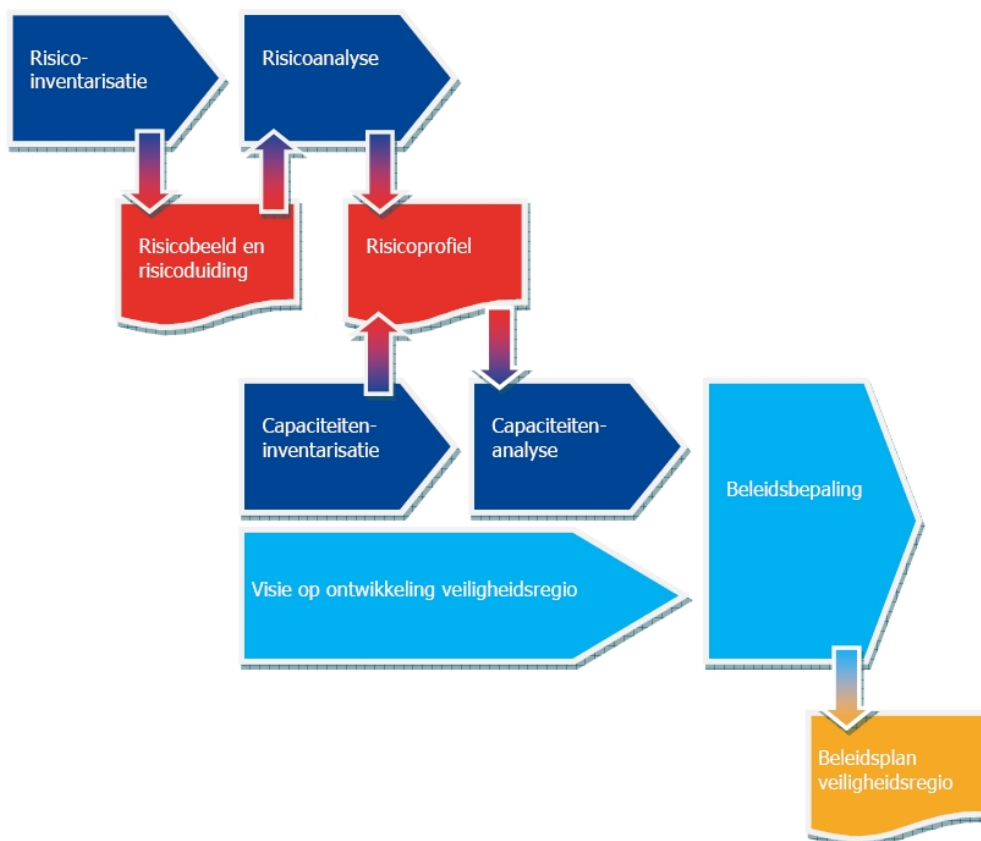 Risico-
inventarisatie
Risicoanalyse
Risicobeeld en
risicoduiding
Risicoprofiel
Capaciteiten-
inventarisatie
Capaciteiten-
analyse
Beleidsbepaling
Visie op ontwikkeling veiligheidsregio
Beleidsplan
veiligheidsregio